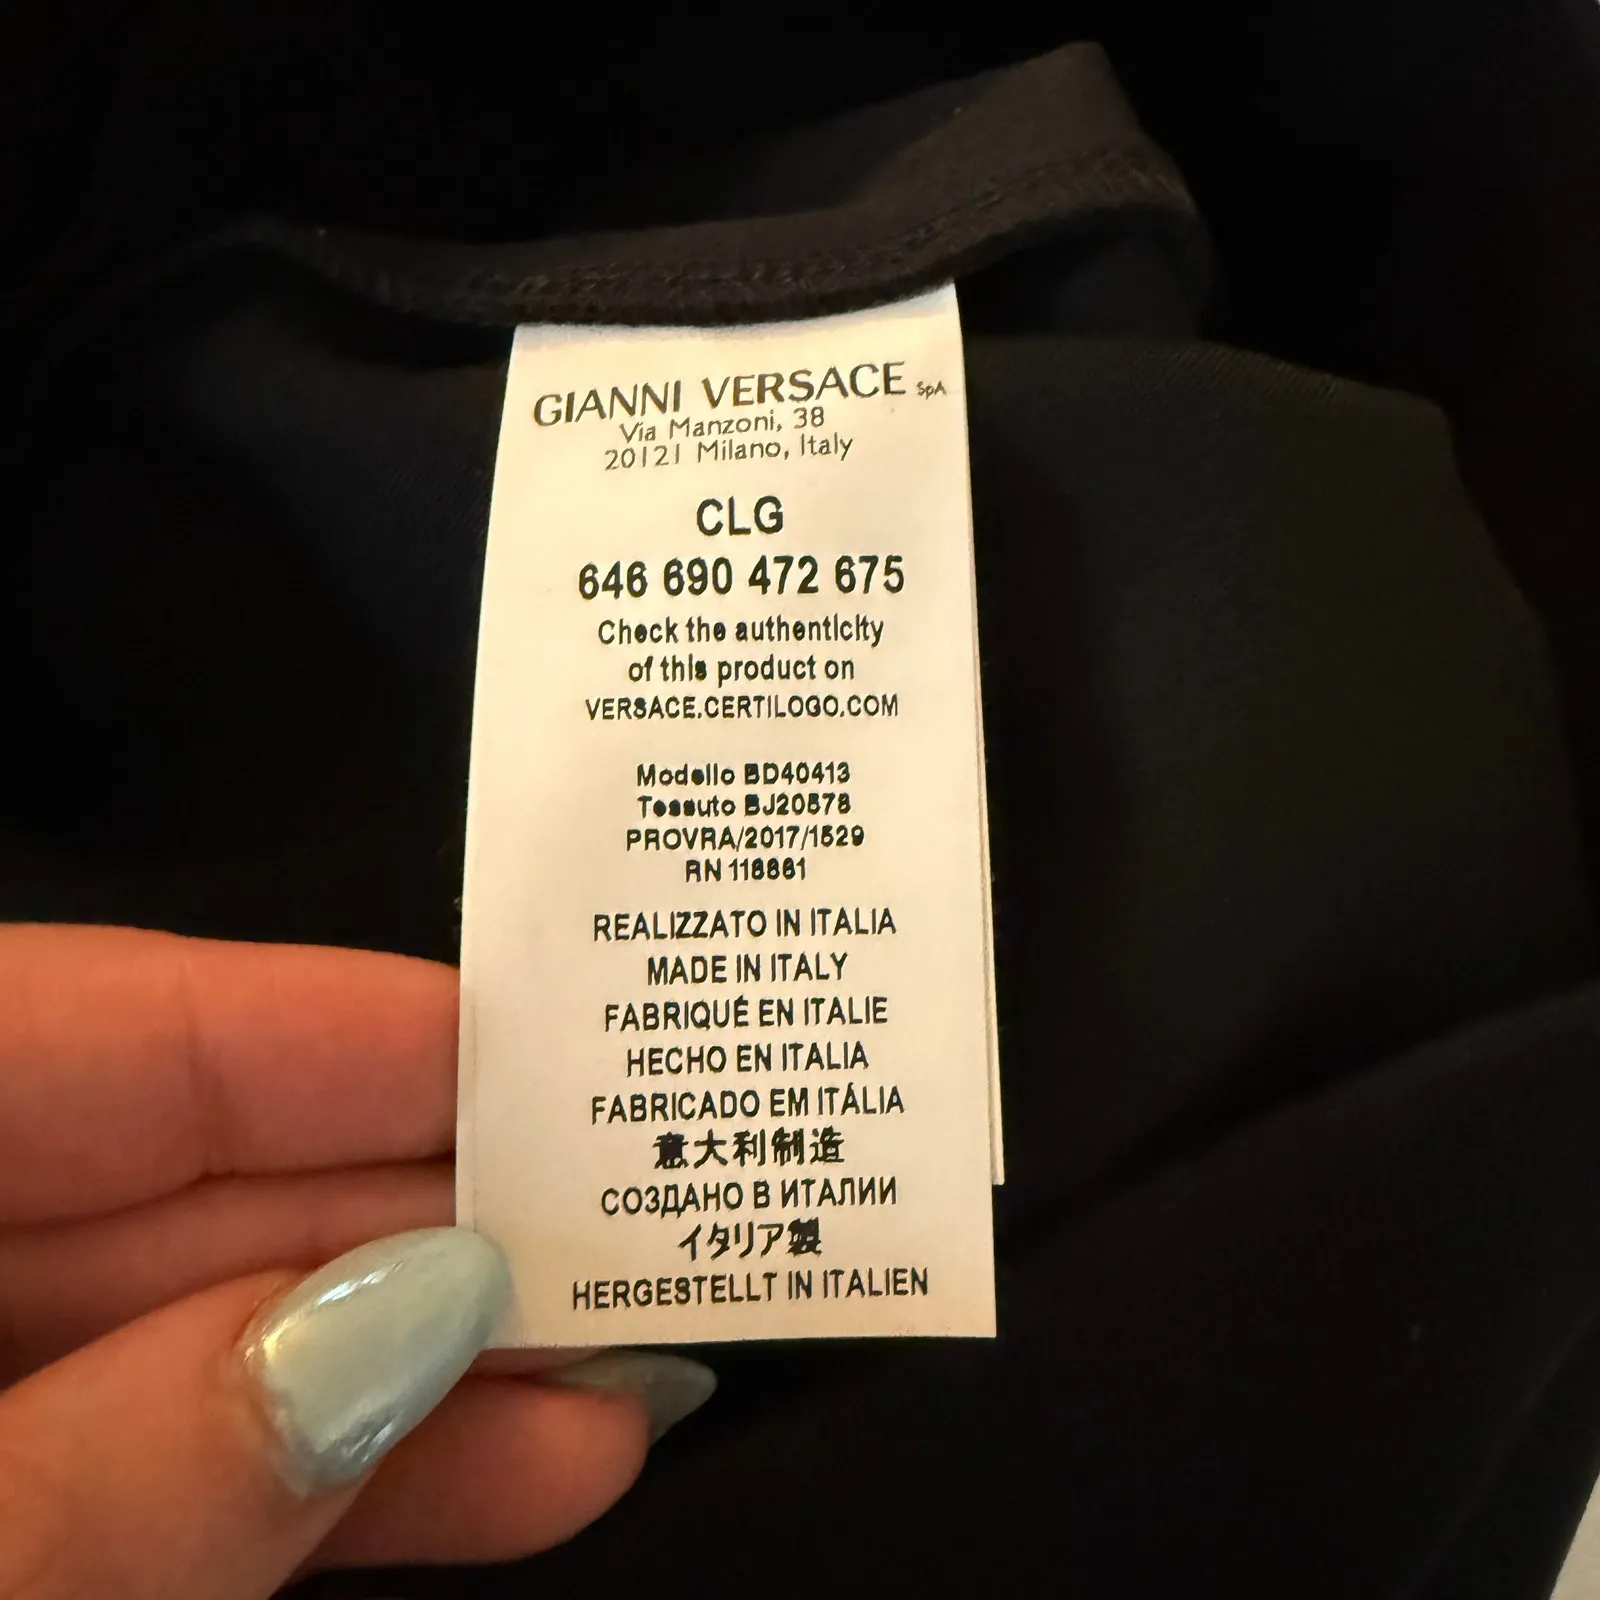 GIANNI VERSACE SpA
Via Manzoni, 38
20121 Milano, Italy
CLG
646 690 472 675
Check the authenticity
of this product on
VERSACE.CERTILOGO.COM
Modello BD40413
Tessuto BJ20578
PROVRA/2017/1529
RN 118881
REALIZZATO IN ITALIA
MADE IN ITALY
FABRIQUÉ EN ITALIE
HECHO EN ITALIA
FABRICADO EM ITÁLIA
意大利制造
СОЗДАНО В ИТАЛИИ
イタリア製
HERGESTELLT IN ITALIEN